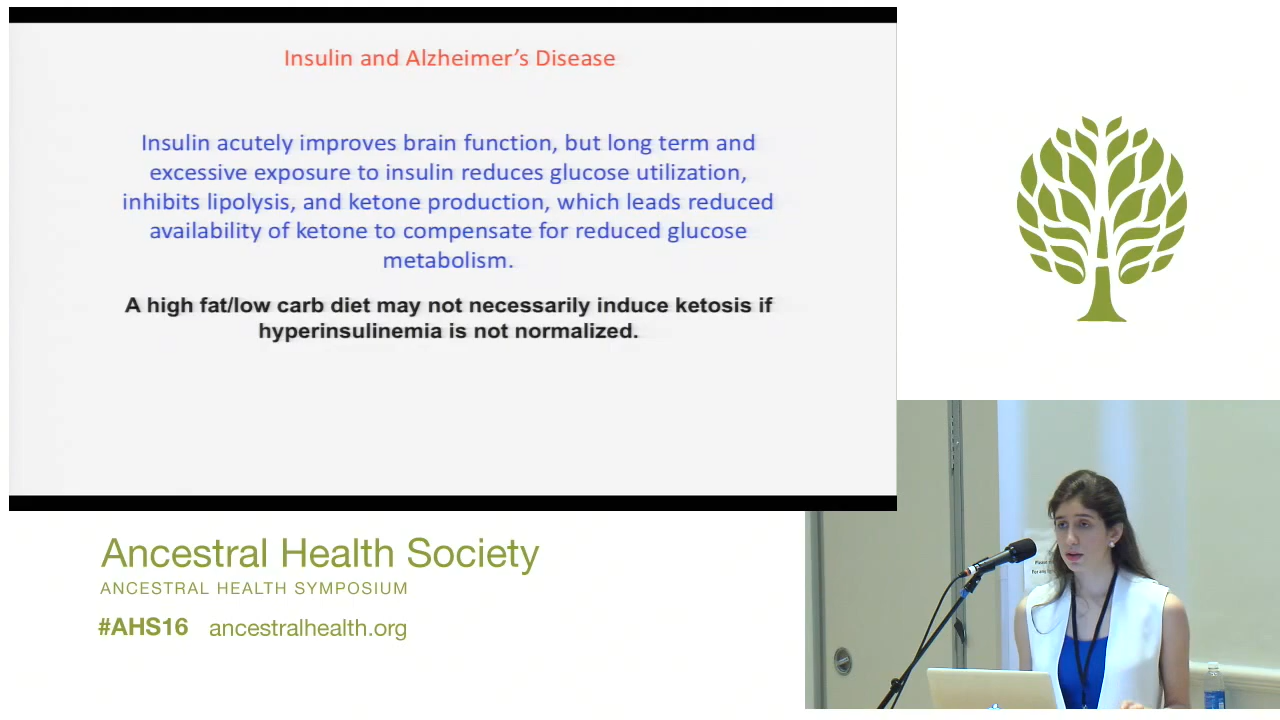 Insulin and Alzheimer’s Disease
Insulin acutely improves brain function, but long term and
excessive exposure to insulin reduces glucose utilization,
inhibits lipolysis, and ketone production, which leads reduced
availability of ketone to compensate for reduced glucose
metabolism.
A high fat/low carb diet may not necessarily induce ketosis if
hyperinsulinemia is not normalized.
Ancestral Health Society
ANCESTRAL HEALTH SYMPOSIUM
#AHS16 ancestralhealth.org